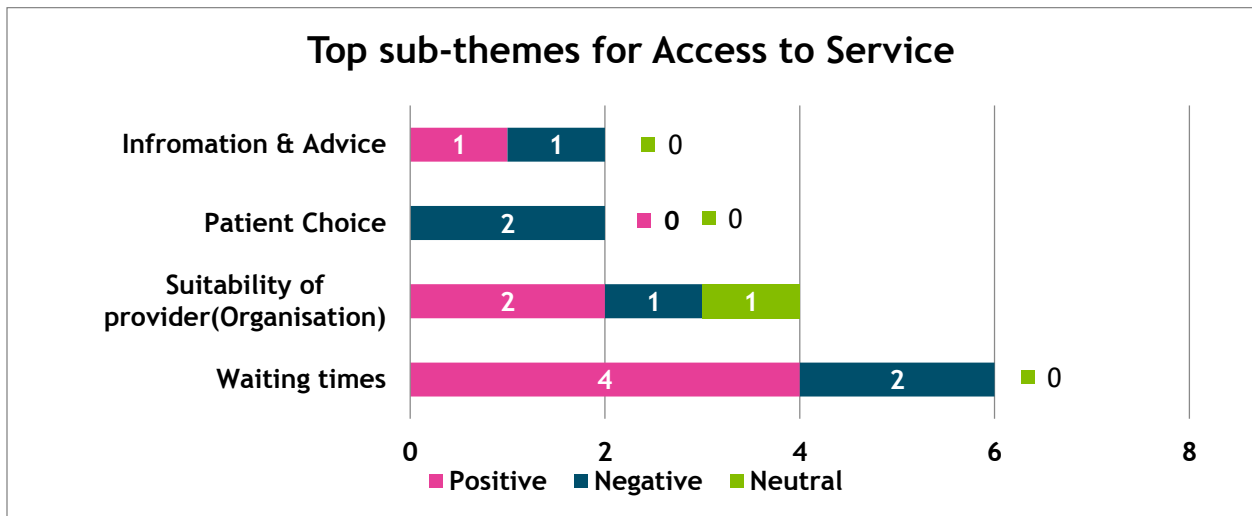 Top sub-themes for Access to Service
Infromation & Advice
1 1 0
Patient Choice
2 0 0
Suitability of
provider(Organisation)
2 1 1
Waiting times
4 2 0
0 2 4 6 8
Positive Negative Neutral